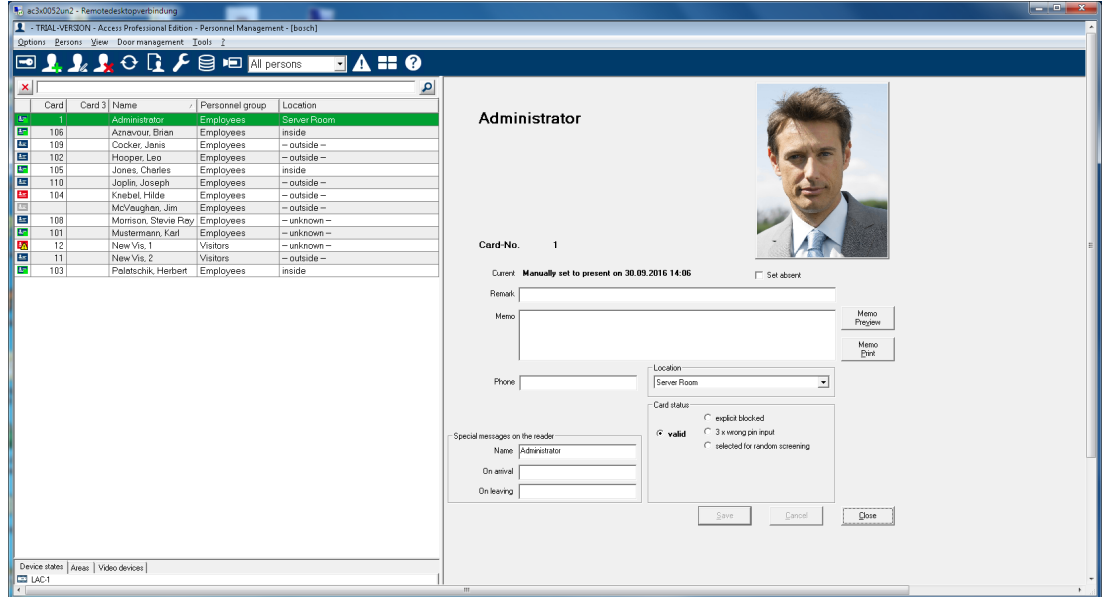 ac3x0052un2 - Remotedesktopverbindung
- TRIAL-VERSION - Access Professional Edition - Personnel Management - [bosch]
Options Persons View Door management Tools ?
All persons
Card Card 3 Name Personnel group Location
1 Administrator Employees Server Room
106 Aznavour, Brian Employees inside
109 Cocker, Janis Employees -- outside --
102 Hooper, Leo Employees -- outside --
105 Jones, Charles Employees inside
110 Joplin, Joseph Employees -- outside --
104 Knebel, Hilde Employees -- outside --
McVaughan, Jim Employees -- outside --
108 Morrison, Stevie Ray Employees -- unknown --
101 Mustermann, Karl Employees -- unknown --
12 New Vis, 1 Visitors -- unknown --
11 New Vis, 2 Visitors -- outside --
103 Palatschik, Herbert Employees inside
Device states Areas Video devices
LAC-1
Administrator
Card-No. 1
Current Manually set to present on 30.09.2016 14:06
Set absent
Remark
Memo
Memo
Preview
Memo
Print
Phone
Location
Server Room
Card status
valid
explicit blocked
3 x wrong pin input
selected for random screening
Special messages on the reader
Name Administrator
On arrival
On leaving
Save Cancel Close